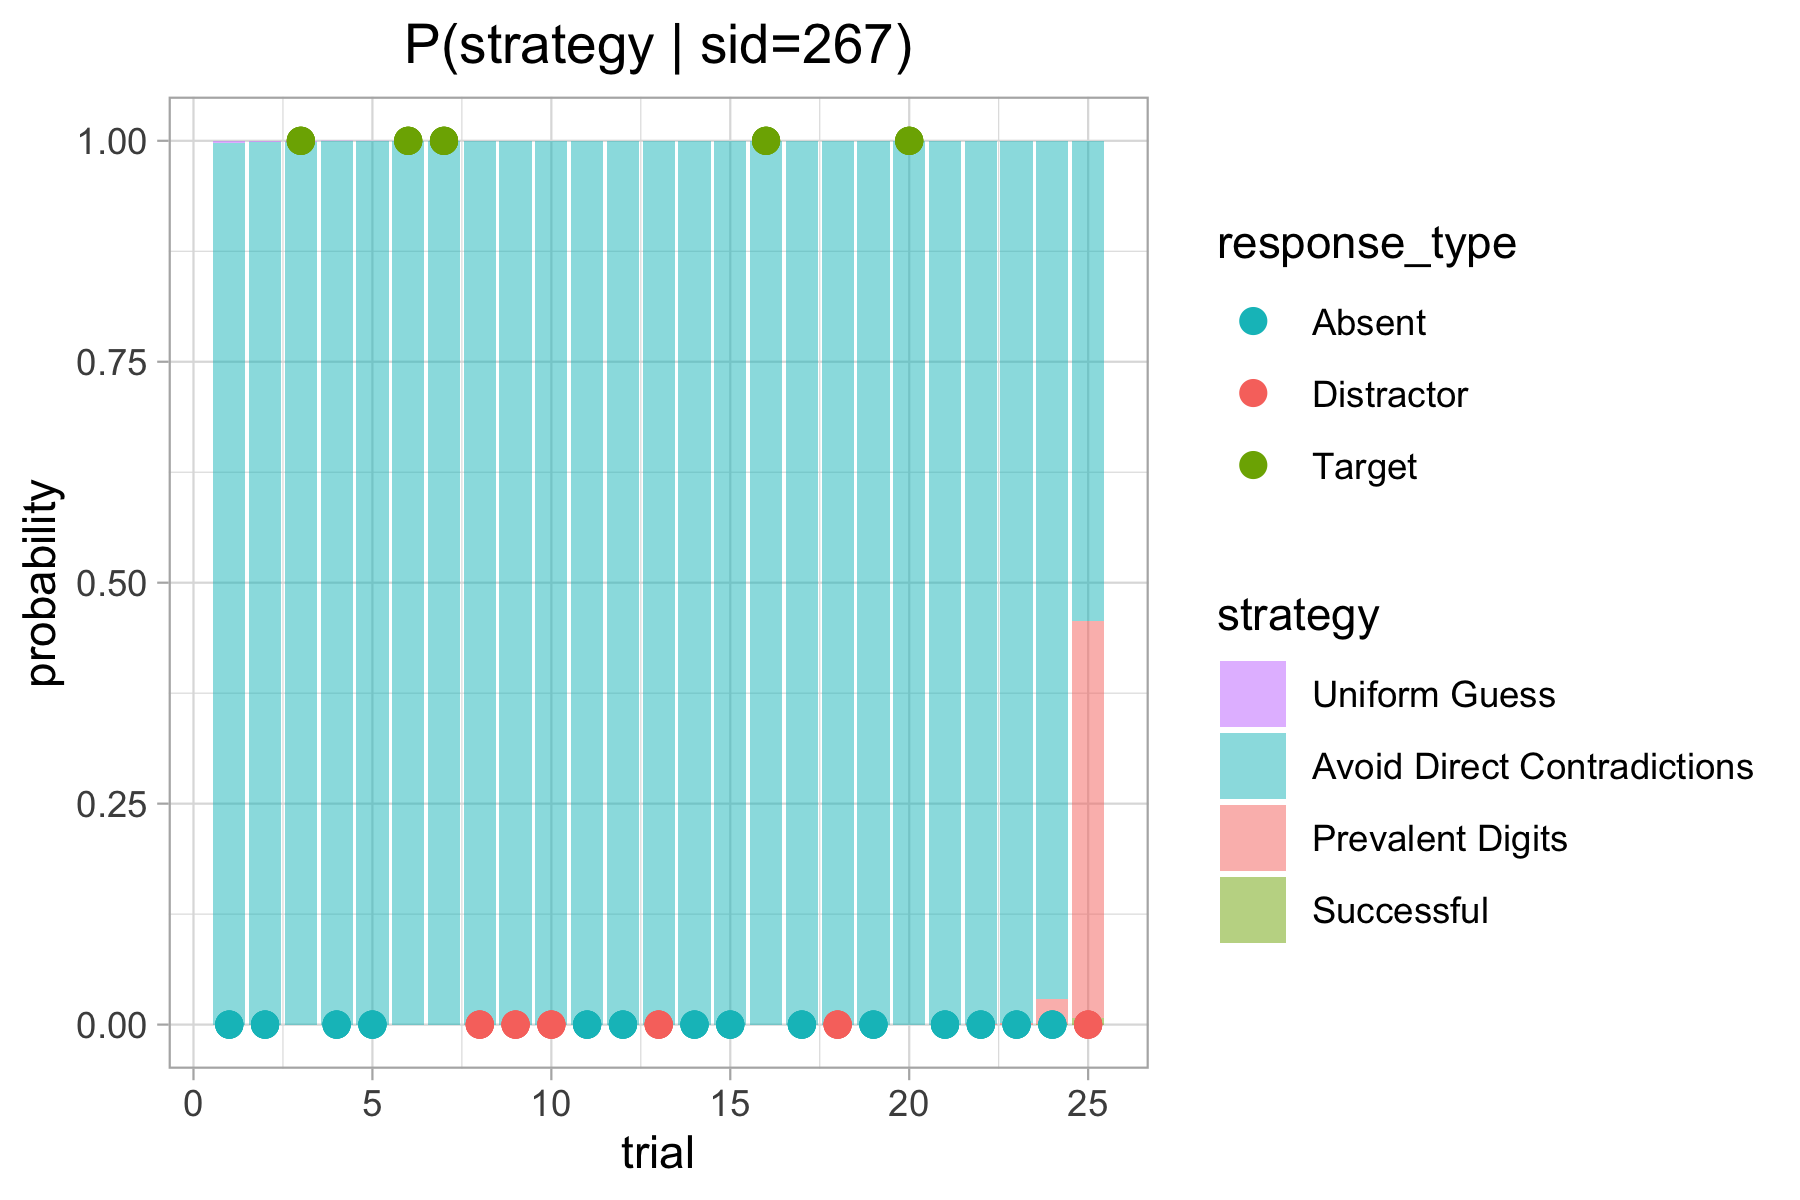 P(strategy | sid=267)
1.00
0.75
0.50
0.25
0.00
probability
0 5 10 15 20 25
trial
response_type
Absent
Distractor
Target
strategy
Uniform Guess
Avoid Direct Contradictions
Prevalent Digits
Successful